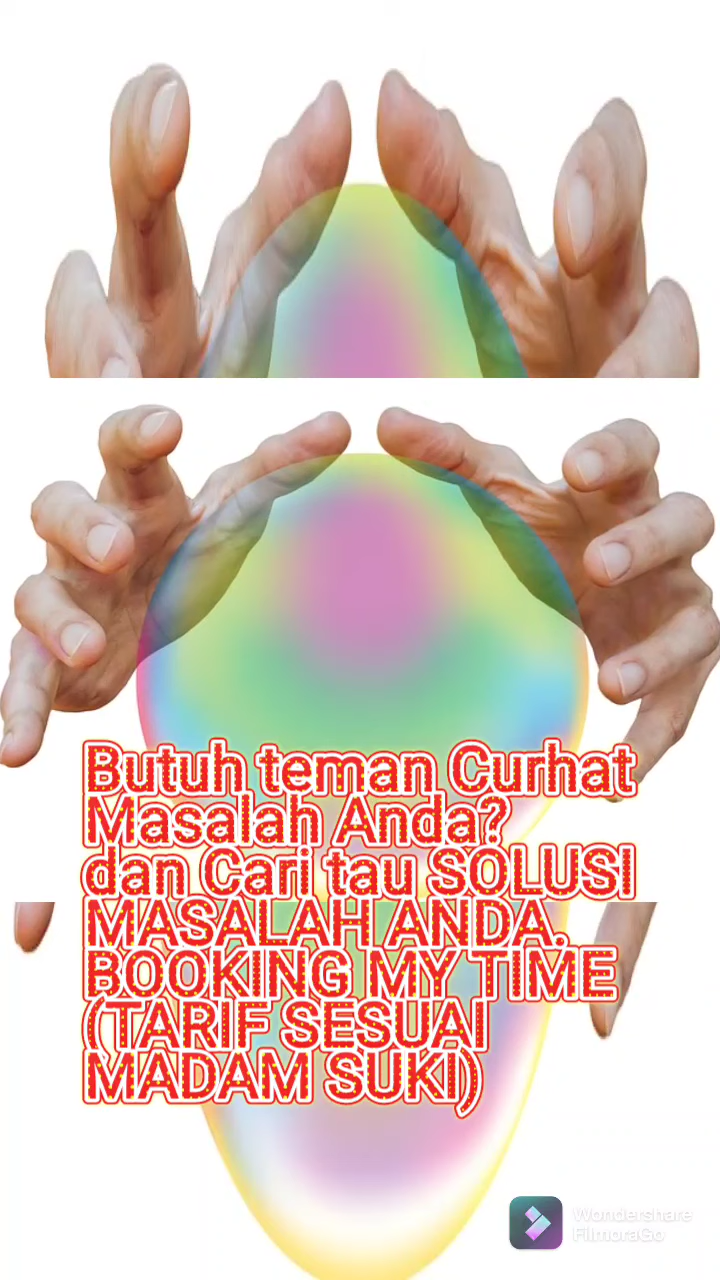 Butuh teman Curhat
Masalah Anda?
dan Cari tau SOLUSI
MASALAH ANDA.
BOOKING MY TIME
(TARIF SESUAI
MADAM SUKI)
Wondershare
FilmoraGo